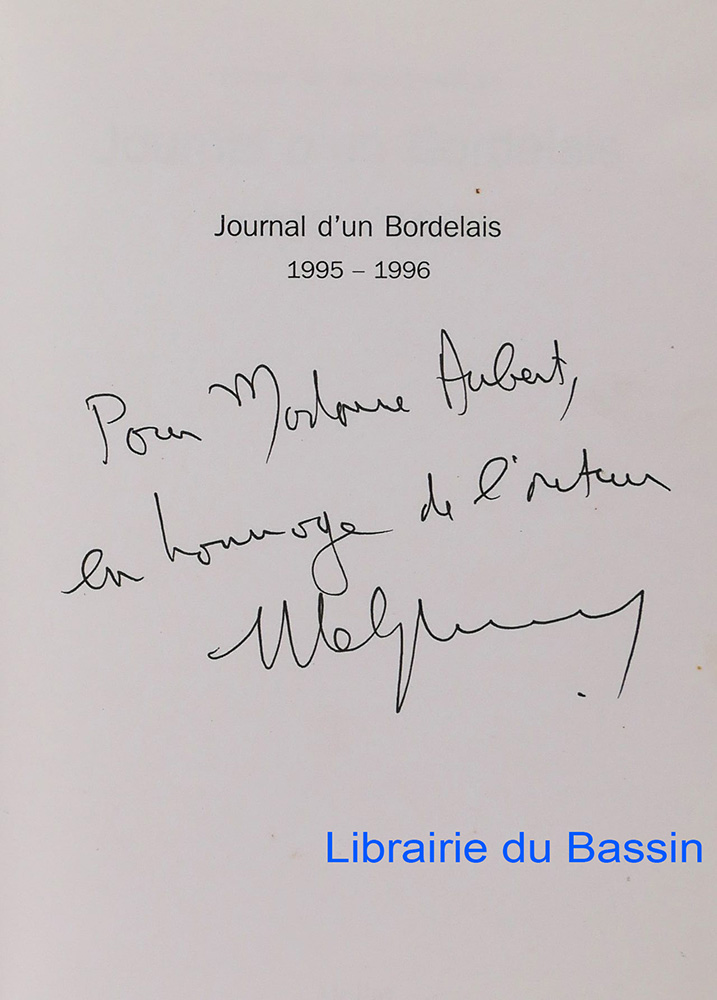 Journal d'un Bordelais
1995 – 1996
Pour Madame Aubert,
en hommage de l'auteur
Librairie du Bassin